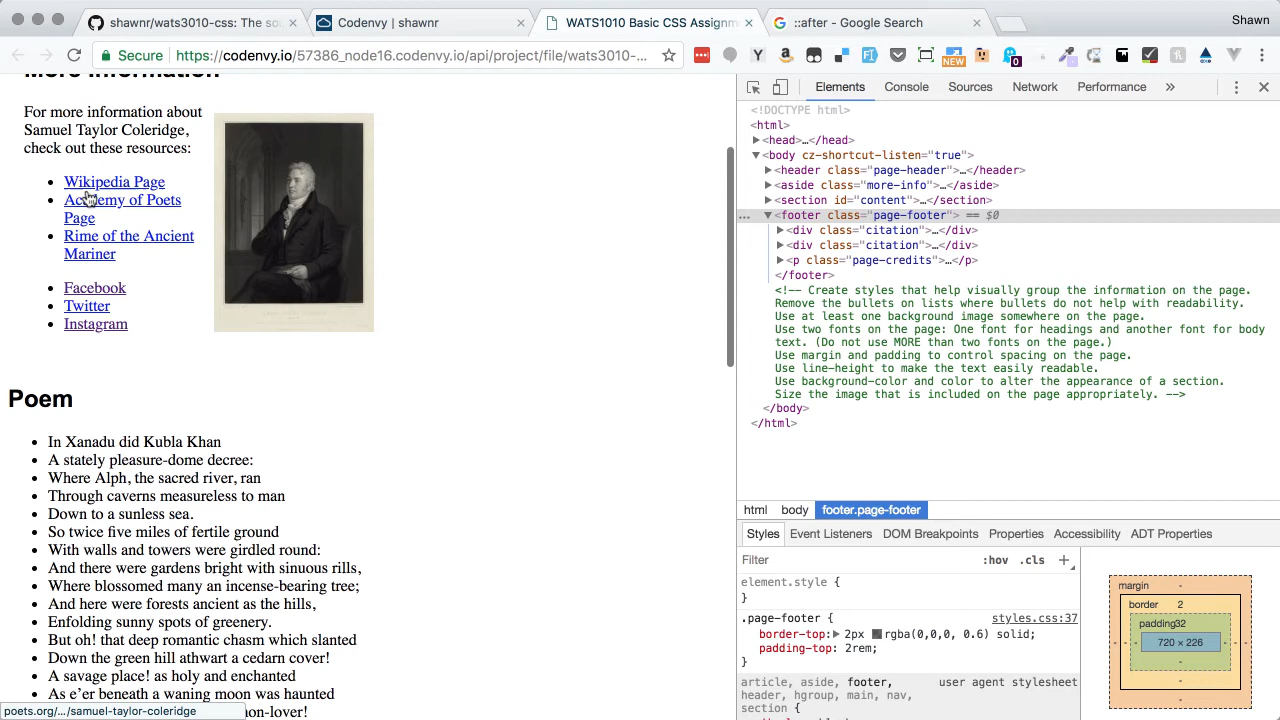 shawnr/wats3010-css: The sou
Codenvy | shawnr
WATS1010 Basic CSS Assignm
::after - Google Search
Shawn
Secure
https://codenvy.io/57386_node16.codenvy.io/api/project/file/wats3010-...
NEW
0
More Information
For more information about
Samuel Taylor Coleridge,
check out these resources:
Wikipedia Page
Academy of Poets
Page
Rime of the Ancient
Mariner
Facebook
Twitter
Instagram
Poem
In Xanadu did Kubla Khan
A stately pleasure-dome decree:
Where Alph, the sacred river, ran
Through caverns measureless to man
Down to a sunless sea.
So twice five miles of fertile ground
With walls and towers were girdled round:
And there were gardens bright with sinuous rills,
Where blossomed many an incense-bearing tree;
And here were forests ancient as the hills,
Enfolding sunny spots of greenery.
But oh! that deep romantic chasm which slanted
Down the green hill athwart a cedarn cover!
A savage place! as holy and enchanted
As e'er beneath a waning moon was haunted
non-lover!
poets.org/.../samuel-taylor-coleridge
Elements Console Sources Network Performance »
<!DOCTYPE html>
<html>
<head>…</head>
<body cz-shortcut-listen="true">
<header class="page-header">…</header>
<aside class="more-info">…</aside>
<section id="content">…</section>
… <footer class="page-footer"> == $0
<div class="citation">…</div>
<div class="citation">…</div>
<p class="page-credits">…</p>
</footer>
<!-- Create styles that help visually group the information on the page.
Remove the bullets on lists where bullets do not help with readability.
Use at least one background image somewhere on the page.
Use two fonts on the page: One font for headings and another font for body
text. (Do not use MORE than two fonts on the page.)
Use margin and padding to control spacing on the page.
Use line-height to make the text easily readable.
Use background-color and color to alter the appearance of a section.
Size the image that is included on the page appropriately. -->
</body>
</html>
html body footer.page-footer
Styles Event Listeners DOM Breakpoints Properties Accessibility ADT Properties
Filter :hov .cls +
element.style {
}
.page-footer { styles.css:37
border-top: 2px rgba(0,0,0, 0.6) solid;
padding-top: 2rem;
}
article, aside, footer, user agent stylesheet
header, hgroup, main, nav,
section {
margin -
border 2
padding32
- - - 720 × 226 - - -
-
-
-